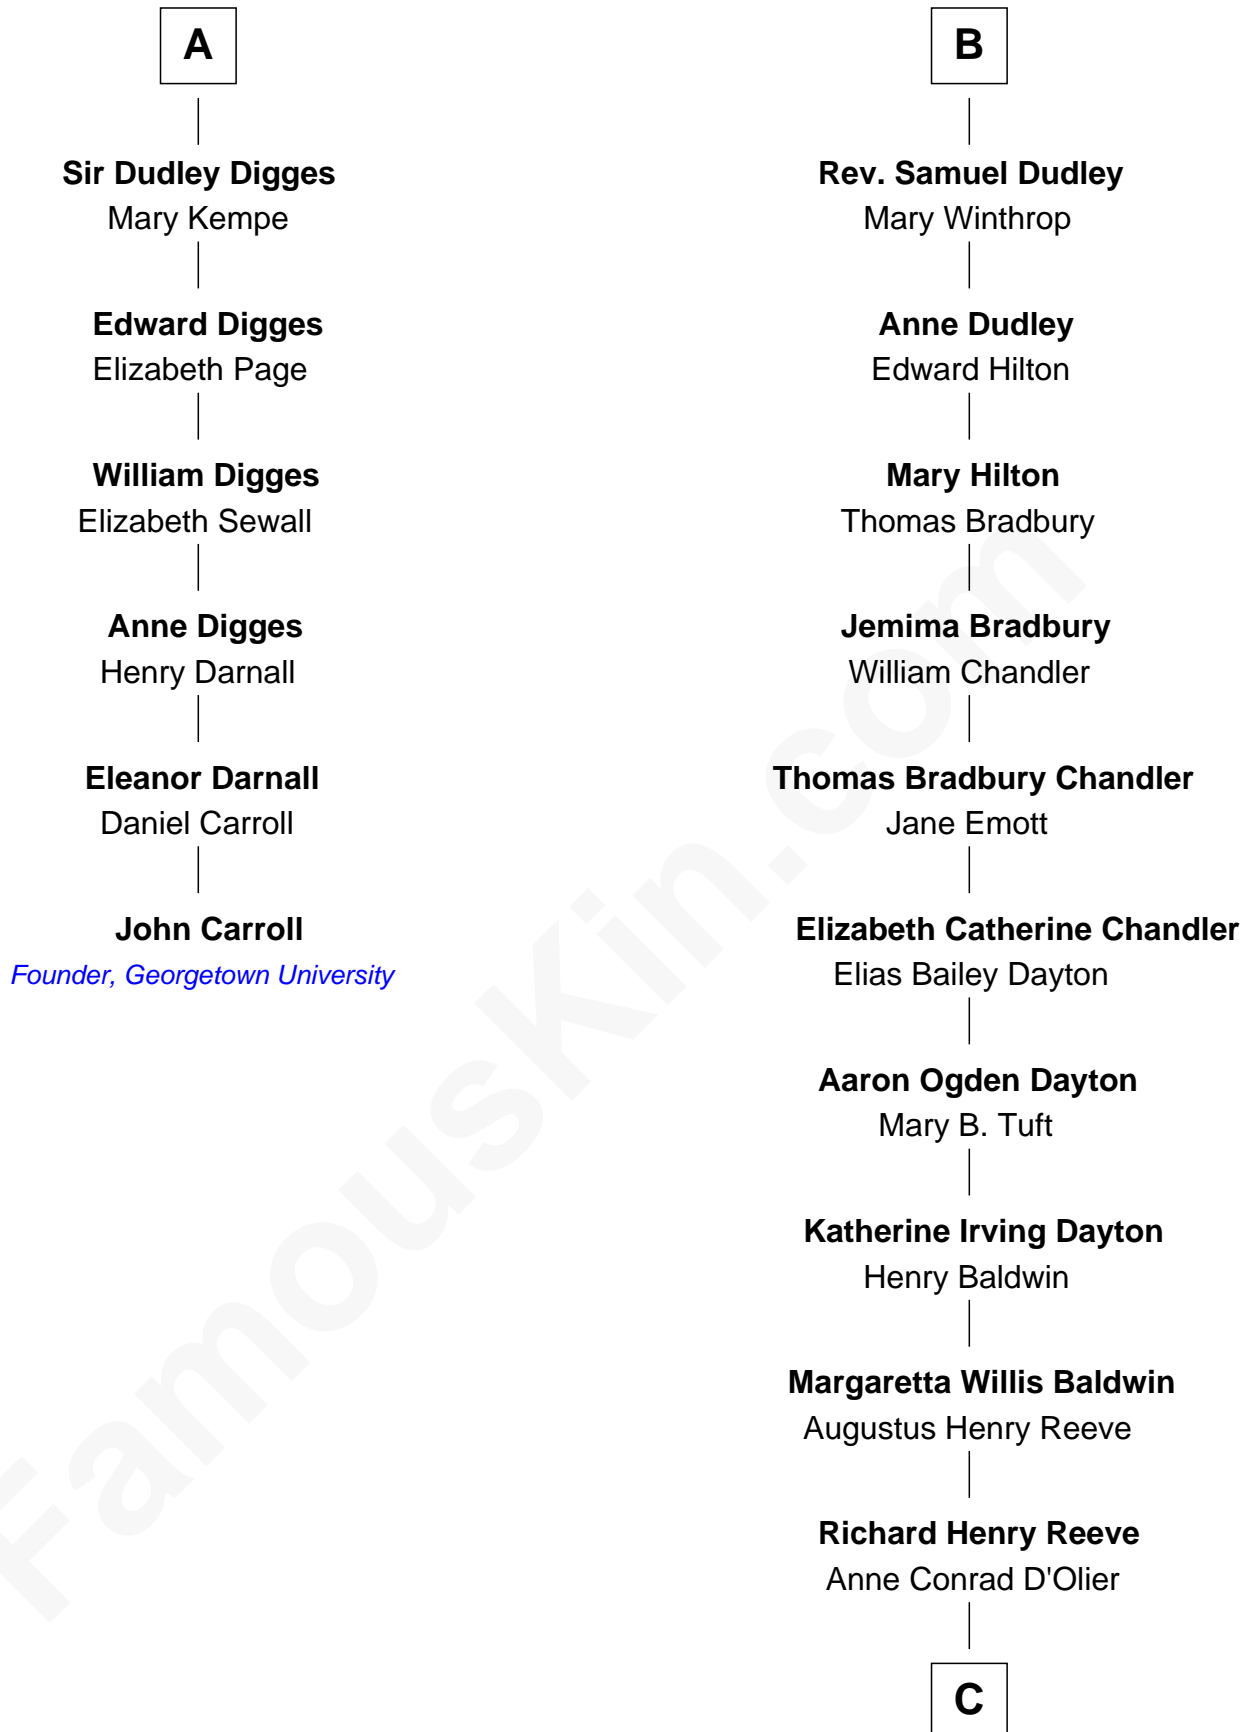 A
Sir Dudley Digges
Mary Kempe
Edward Digges
Elizabeth Page
William Digges
Elizabeth Sewall
Anne Digges
Henry Darnall
Eleanor Darnall
Daniel Carroll
John Carroll
Founder, Georgetown University
B
Rev. Samuel Dudley
Mary Winthrop
Anne Dudley
Edward Hilton
Mary Hilton
Thomas Bradbury
Jemima Bradbury
William Chandler
Thomas Bradbury Chandler
Jane Emott
Elizabeth Catherine Chandler
Elias Bailey Dayton
Aaron Ogden Dayton
Mary B. Tuft
Katherine Irving Dayton
Henry Baldwin
Margaretta Willis Baldwin
Augustus Henry Reeve
Richard Henry Reeve
Anne Conrad D'Olier
C
FamousKin.com